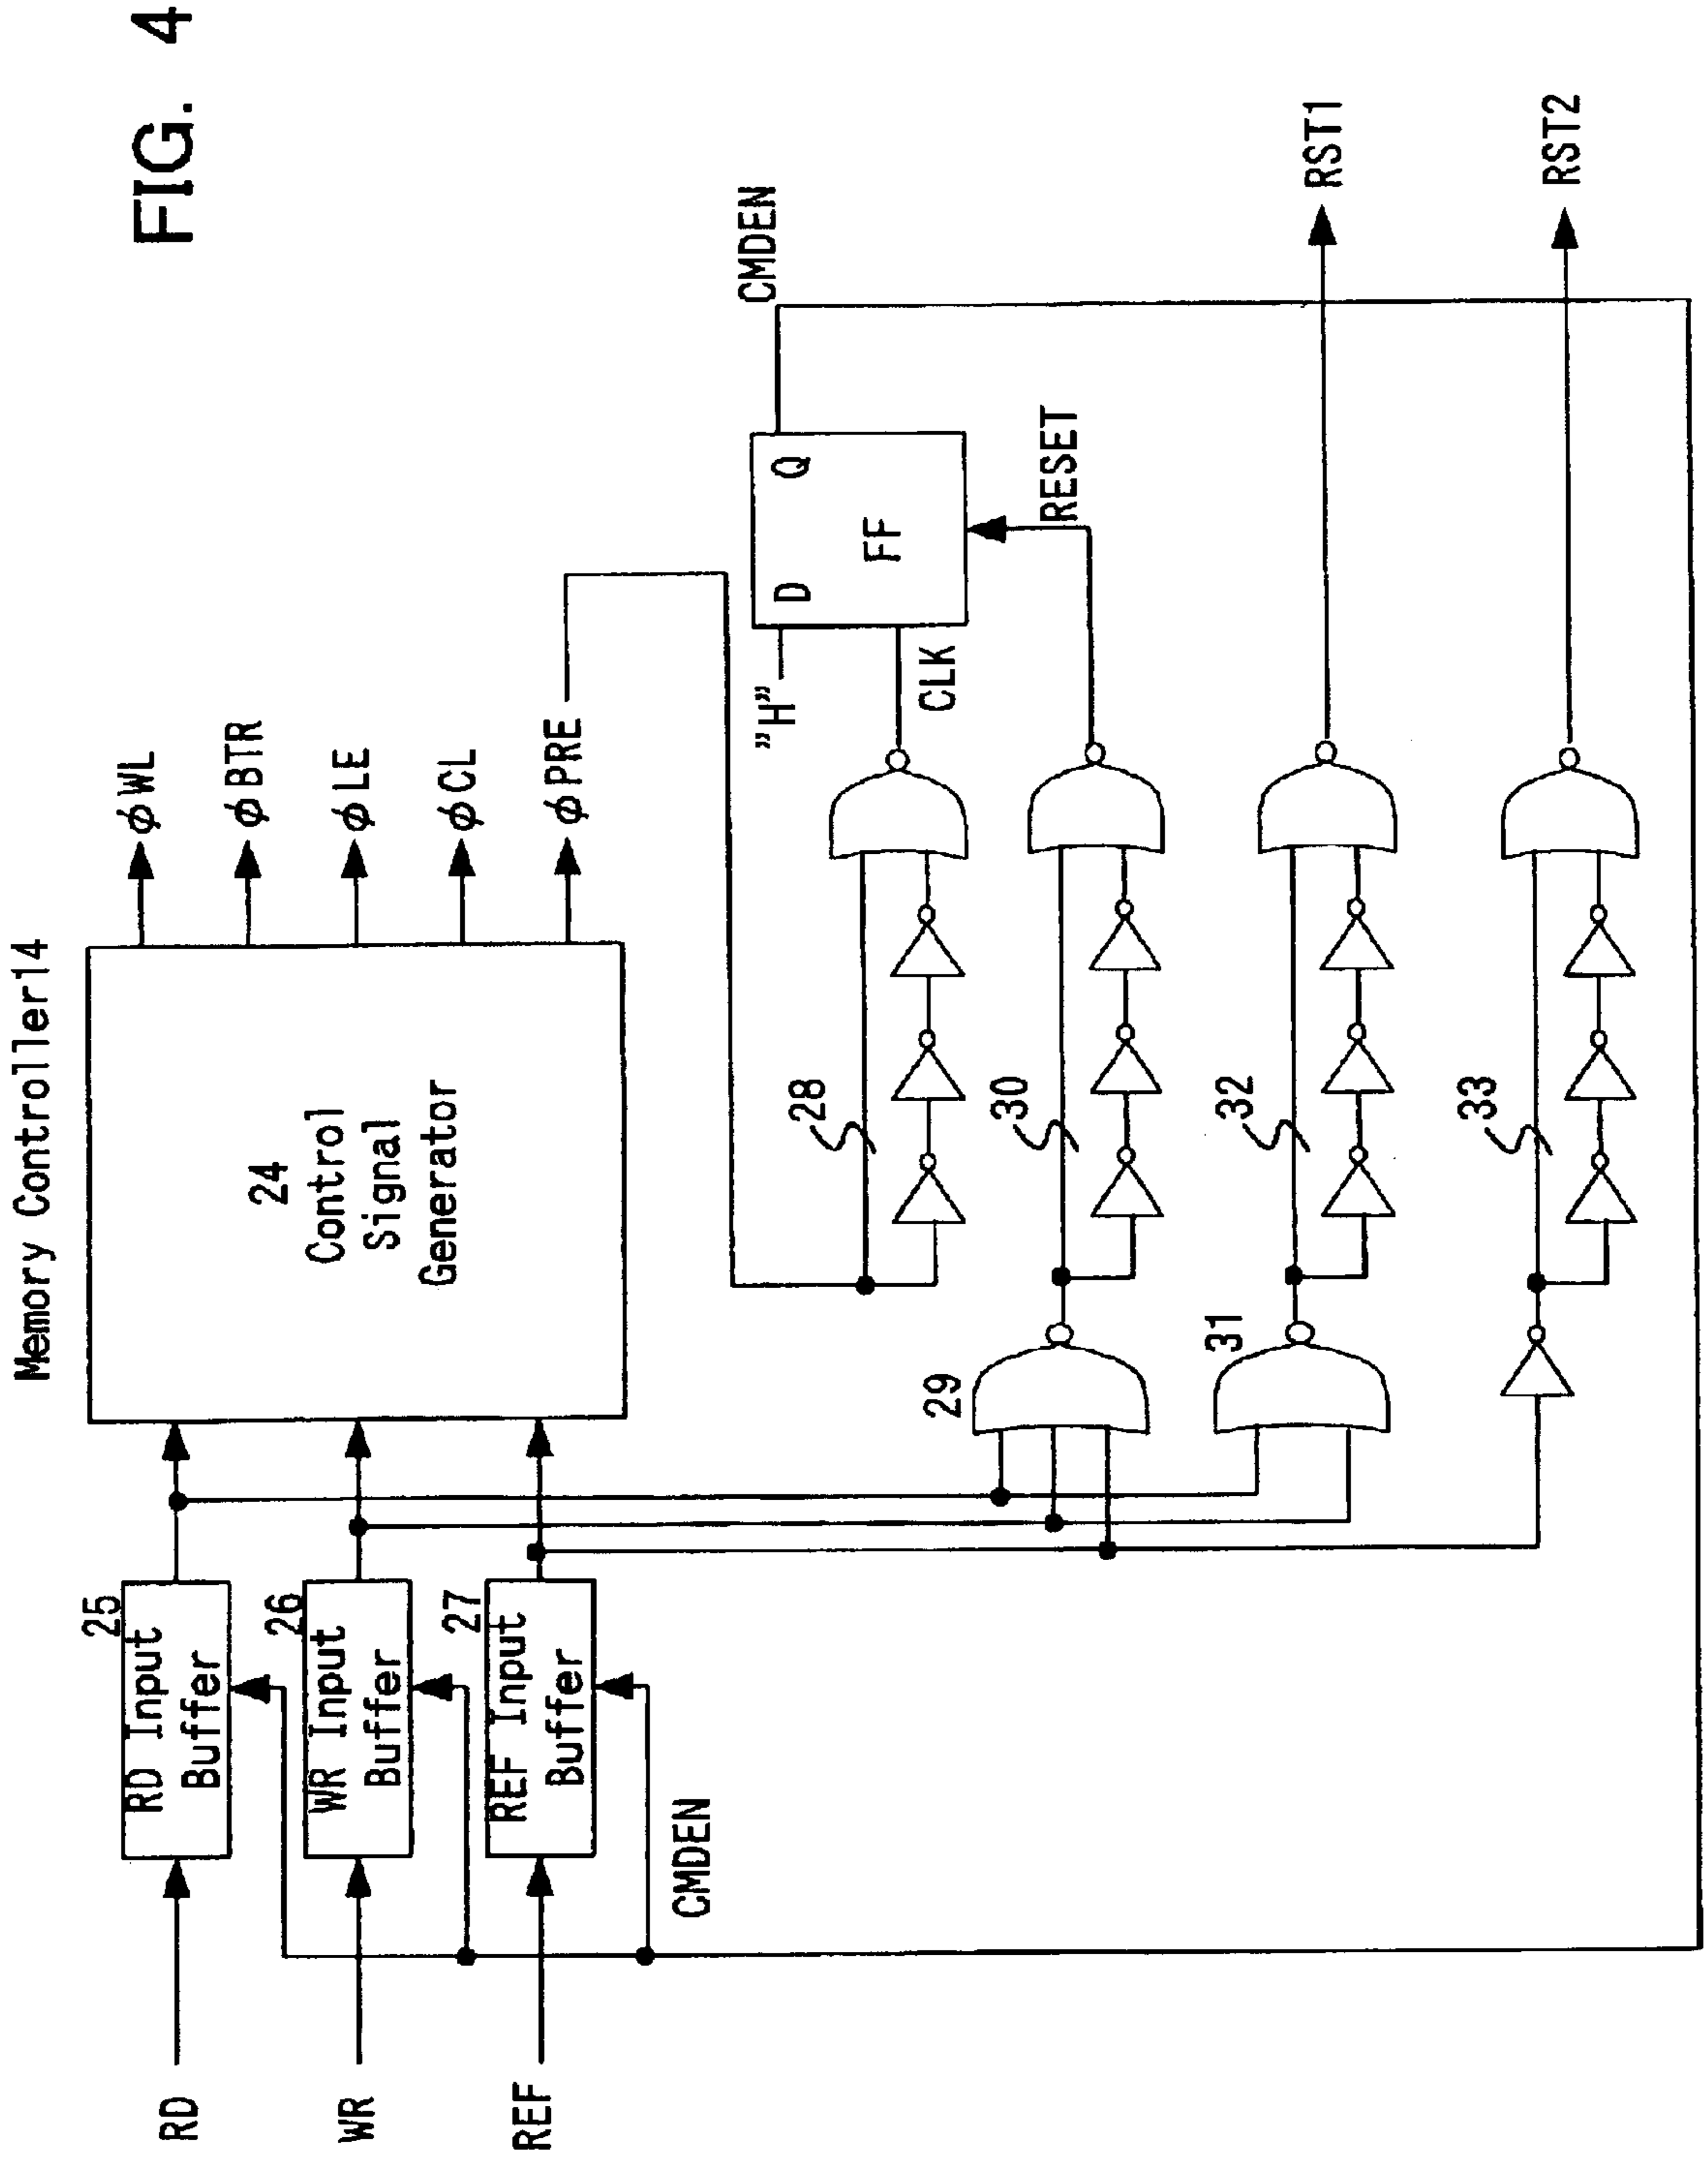 FIG. 4
Memory Controller14
RD
WR
REF
25
RD Input
Buffer
26
WR Input
Buffer
27
REF Input
Buffer
CMDEN
24
Control
Signal
Generator
φWL
φBTR
φLE
φCL
φPRE
28
"H"
D
Q
FF
CLK
CMDEN
RESET
29
30
31
32
RST1
33
RST2